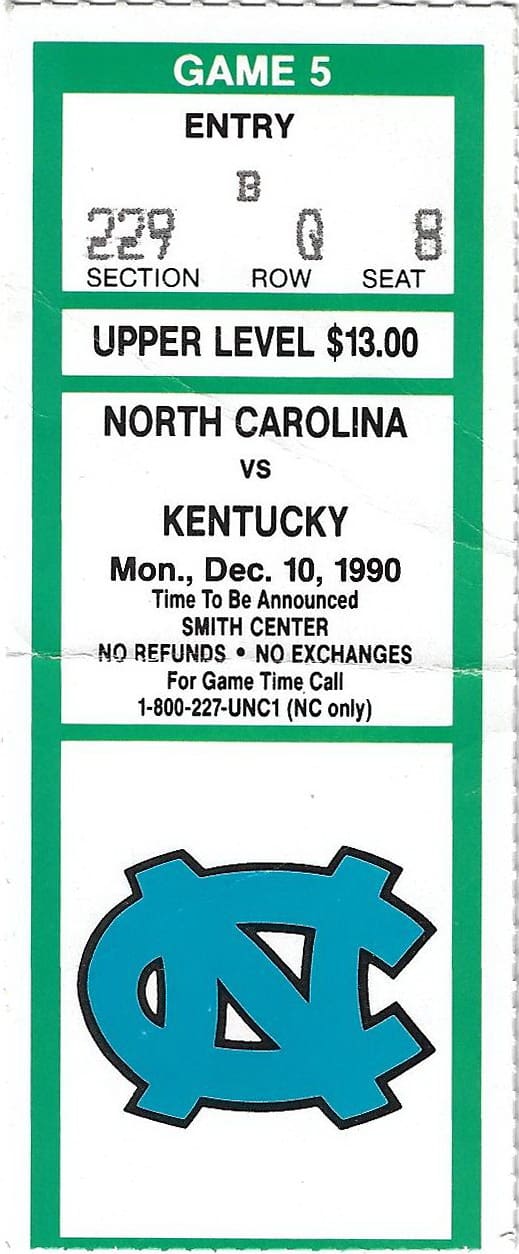 GAME 5
ENTRY
B
229 Q 8
SECTION ROW SEAT
UPPER LEVEL $13.00
NORTH CAROLINA
VS
KENTUCKY
Mon., Dec. 10, 1990
Time To Be Announced
SMITH CENTER
NO REFUNDS • NO EXCHANGES
For Game Time Call
1-800-227-UNC1 (NC only)
NC